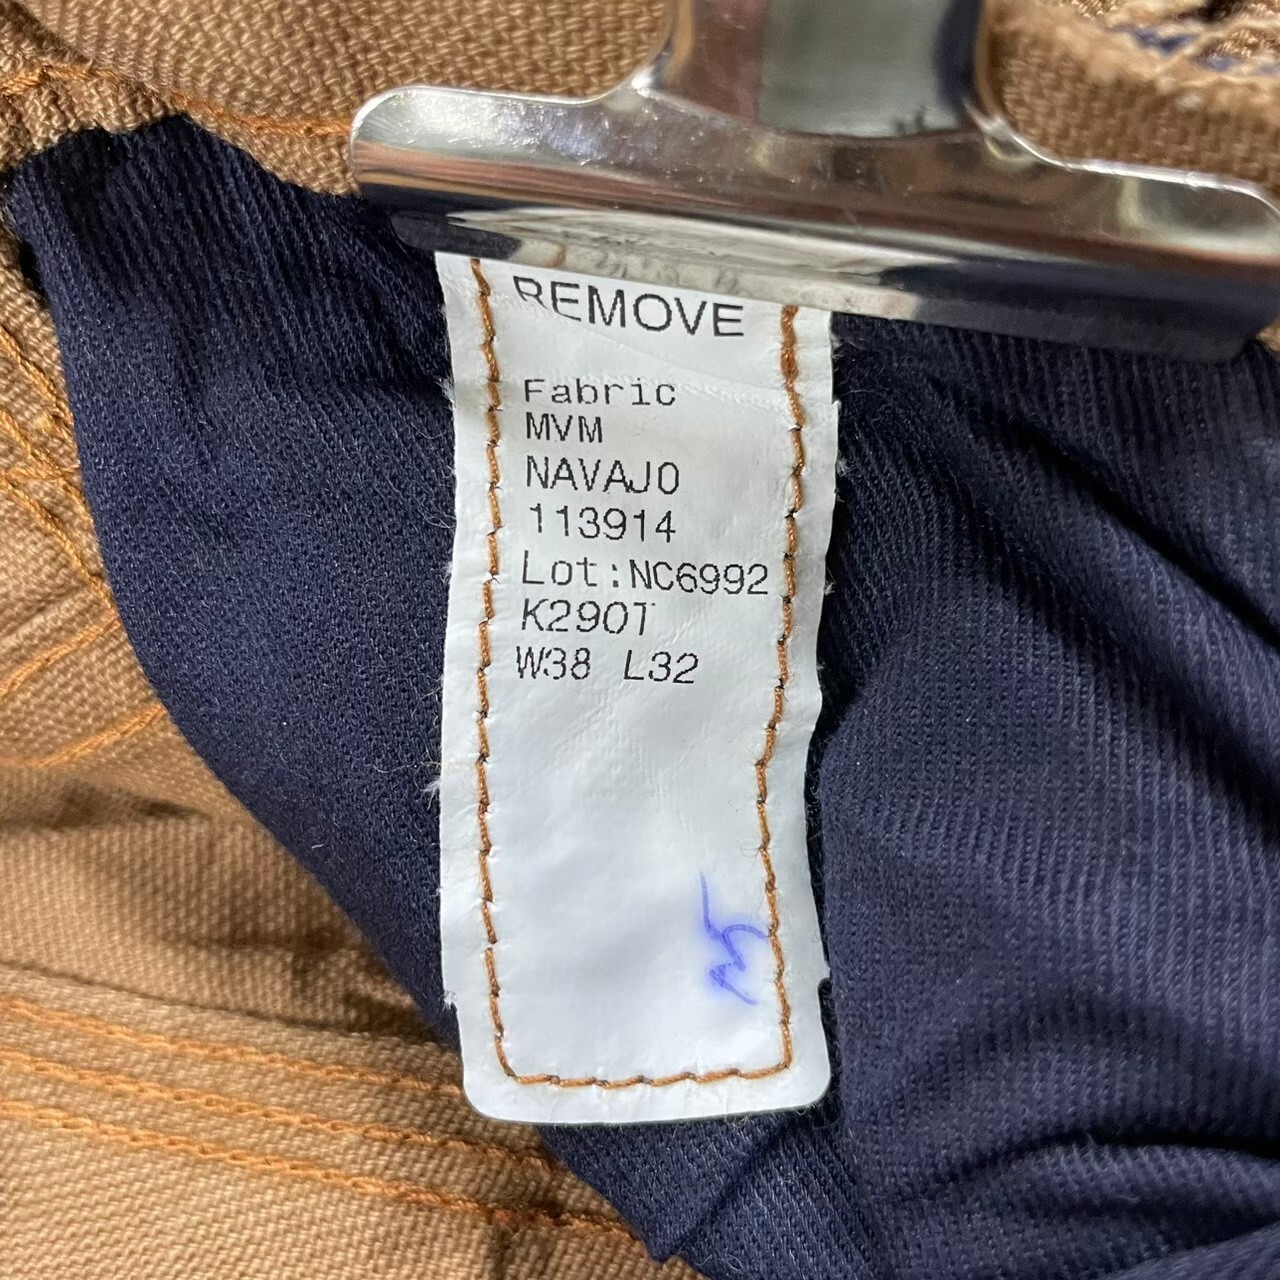 REMOVE
Fabric
MVM
NAVAJO
113914
Lot:NC6992
K290T
W38 L32